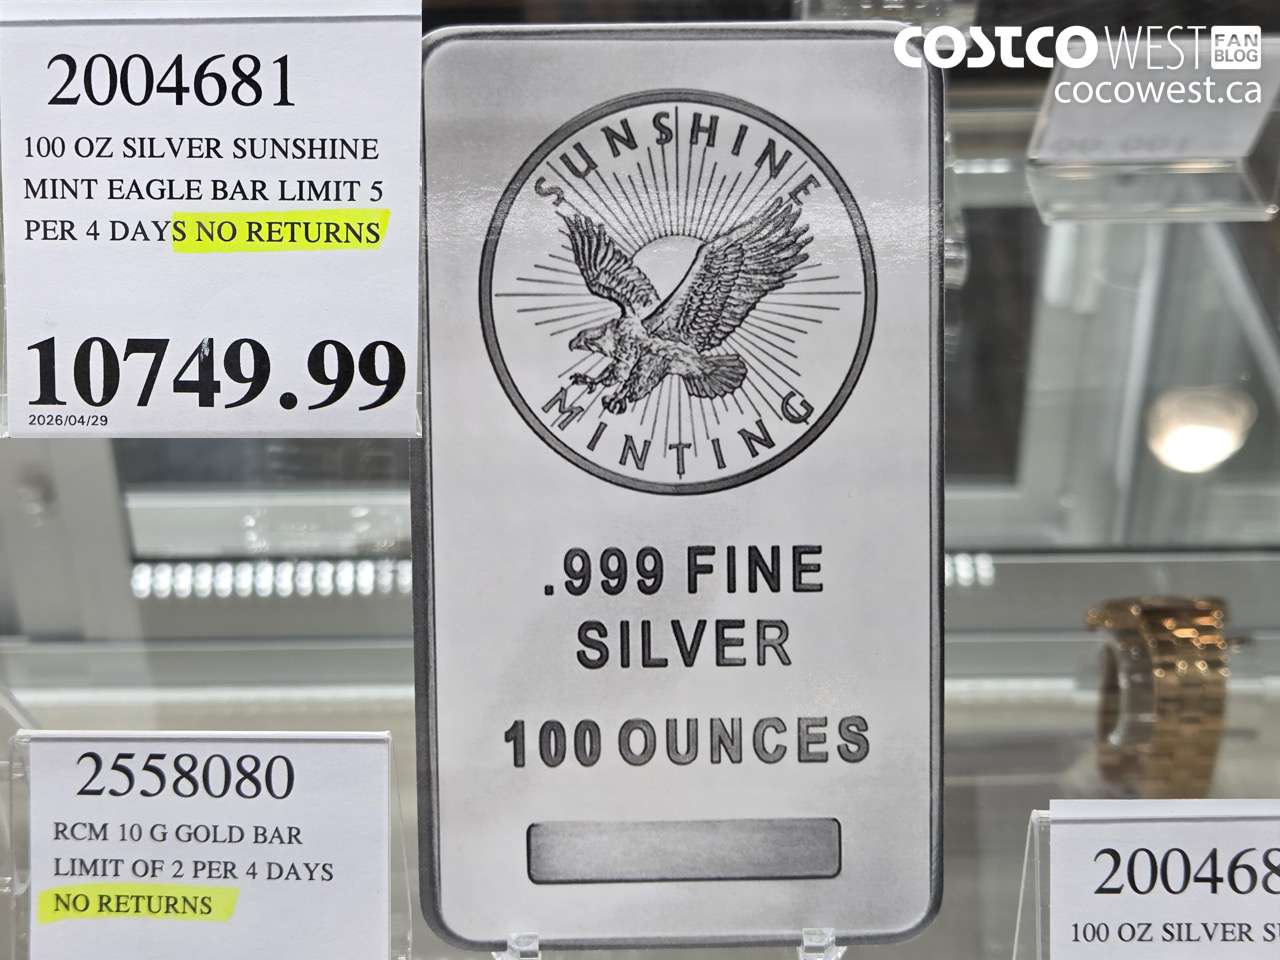 2004681
100 OZ SILVER SUNSHINE
MINT EAGLE BAR LIMIT 5
PER 4 DAYS NO RETURNS
10749.99
2026/04/29
COSTCO WEST FAN BLOG
cocowest.ca
SUNSHINE
MINTING
.999 FINE
SILVER
100 OUNCES
2558080
RCM 10 G GOLD BAR
LIMIT OF 2 PER 4 DAYS
NO RETURNS
200468
100 OZ SILVER S